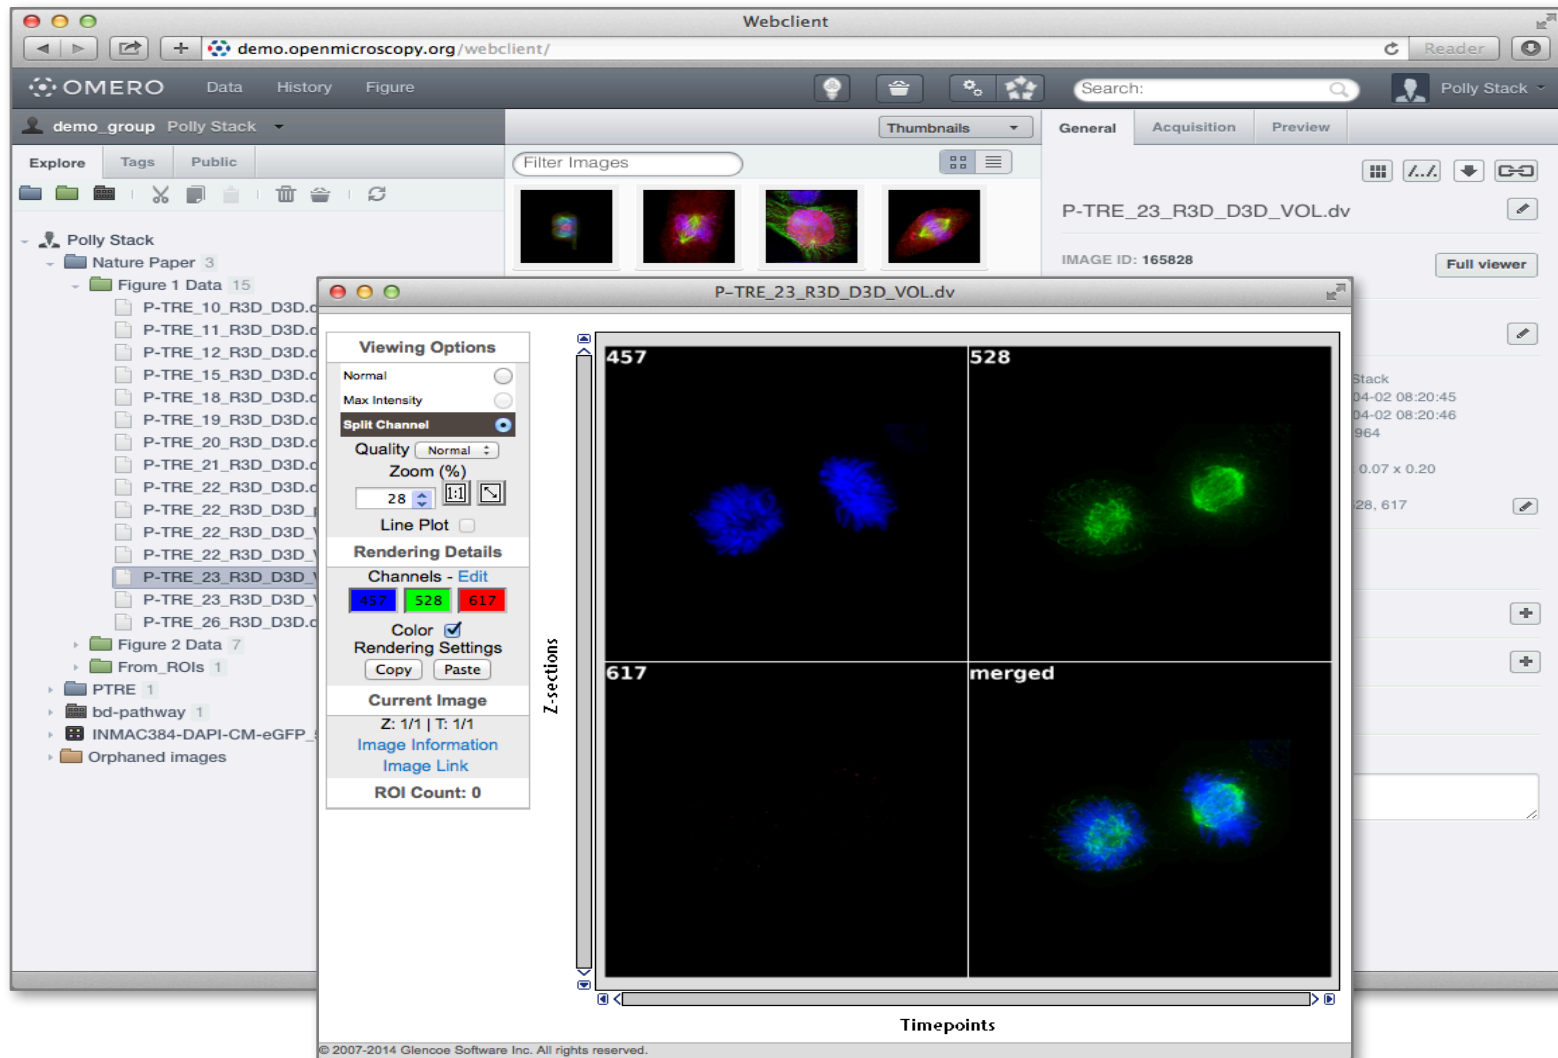 Webclient
demo.openmicroscopy.org/webclient/
Reader
OMERO Data History Figure
Search:
Polly Stack
demo_group Polly Stack
Thumbnails
General Acquisition Preview
Explore Tags Public
Filter Images
P-TRE_23_R3D_D3D_VOL.dv
IMAGE ID: 165828
Full viewer
Polly Stack
Nature Paper 3
Figure 1 Data 15
P-TRE_10_R3D_D3D.d
P-TRE_11_R3D_D3D.d
P-TRE_12_R3D_D3D.d
P-TRE_15_R3D_D3D.d
P-TRE_18_R3D_D3D.d
P-TRE_19_R3D_D3D.d
P-TRE_20_R3D_D3D.d
P-TRE_21_R3D_D3D.d
P-TRE_22_R3D_D3D.d
P-TRE_22_R3D_D3D_
P-TRE_22_R3D_D3D_V
P-TRE_22_R3D_D3D_V
P-TRE_23_R3D_D3D_V
P-TRE_23_R3D_D3D_V
P-TRE_26_R3D_D3D.d
Figure 2 Data 7
From_ROIs 1
PTRE 1
bd-pathway 1
INMAC384-DAPI-CM-eGFP_
Orphaned images
P-TRE_23_R3D_D3D_VOL.dv
Viewing Options
Normal
Max Intensity
Split Channel
Quality Normal
Zoom (%)
28 1:1
Line Plot
Rendering Details
Channels - Edit
457 528 617
Color
Rendering Settings
Copy Paste
Current Image
Z: 1/1 | T: 1/1
Image Information
Image Link
ROI Count: 0
Z-sections
457
528
617
merged
Timepoints
© 2007-2014 Glencoe Software Inc. All rights reserved.
Stack
04-02 08:20:45
04-02 08:20:46
964
0.07 x 0.20
28, 617